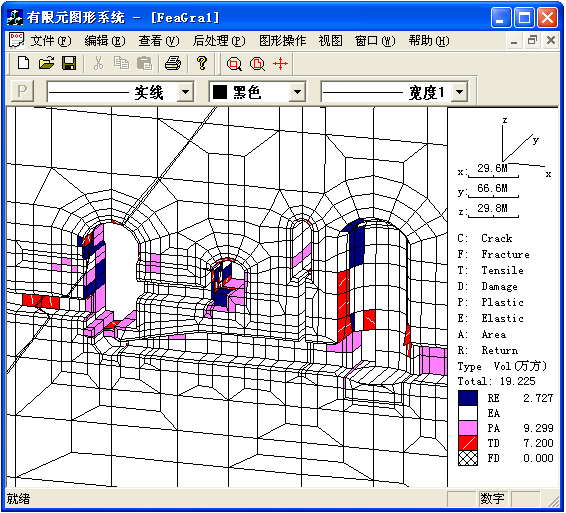 有限元图形系统 - [FeaGra1]
文件(F) 编辑(E) 查看(V) 后处理(P) 图形操作 视图 窗口(W) 帮助(H)
P 实线 黑色 宽度1
z
y
x
x: 29.6M
y: 66.6M
z: 29.8M
C: Crack
F: Fracture
T: Tensile
D: Damage
P: Plastic
E: Elastic
A: Area
R: Return
Type Vol(万方)
Total: 19.225
RE 2.727
EA
PA 9.299
TD 7.200
FD 0.000
就绪 数字